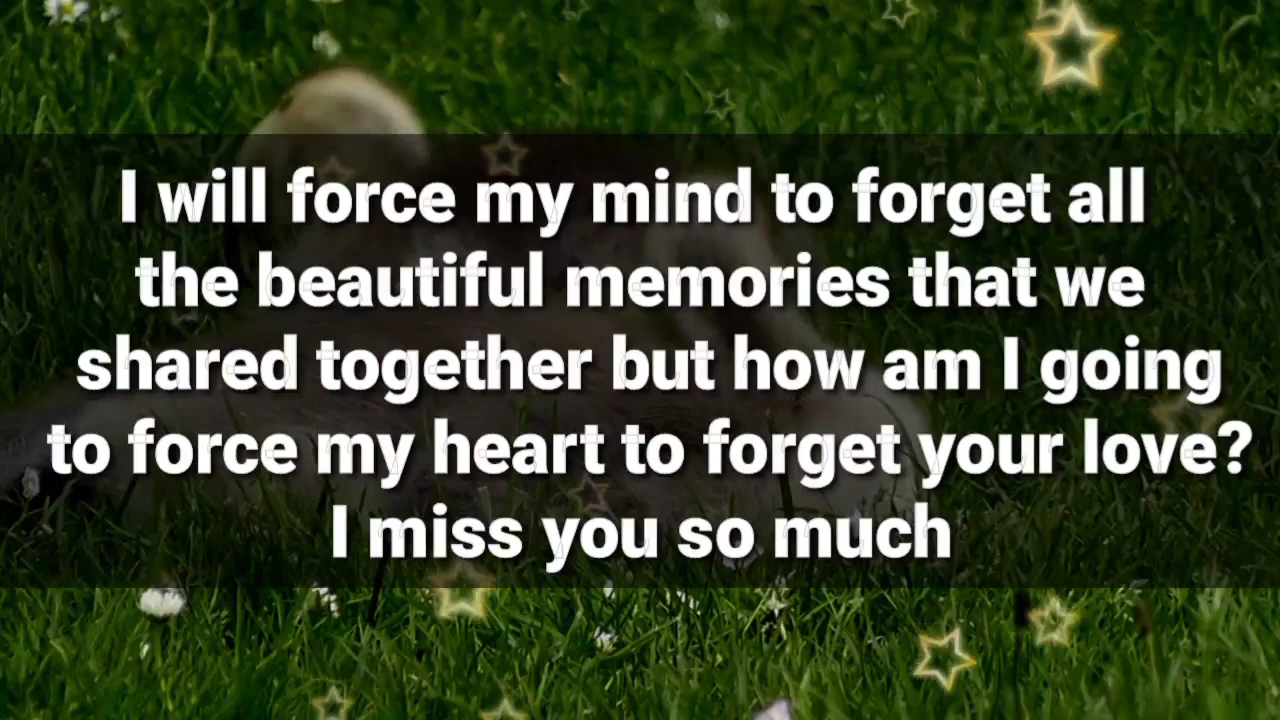 I will force my mind to forget all
the beautiful memories that we
shared together but how am I going
to force my heart to forget your love?
I miss you so much